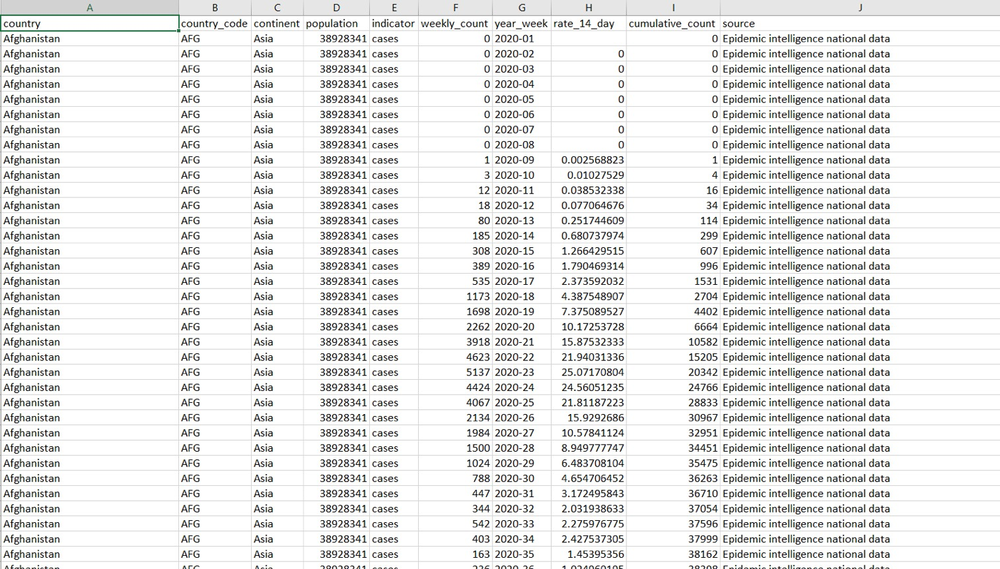 A B C D E F G H I J
country country_code continent population indicator weekly_count year_week rate_14_day cumulative_count source
Afghanistan AFG Asia 38928341 cases 0 2020-01 0 Epidemic intelligence national data
Afghanistan AFG Asia 38928341 cases 0 2020-02 0 0 Epidemic intelligence national data
Afghanistan AFG Asia 38928341 cases 0 2020-03 0 0 Epidemic intelligence national data
Afghanistan AFG Asia 38928341 cases 0 2020-04 0 0 Epidemic intelligence national data
Afghanistan AFG Asia 38928341 cases 0 2020-05 0 0 Epidemic intelligence national data
Afghanistan AFG Asia 38928341 cases 0 2020-06 0 0 Epidemic intelligence national data
Afghanistan AFG Asia 38928341 cases 0 2020-07 0 0 Epidemic intelligence national data
Afghanistan AFG Asia 38928341 cases 0 2020-08 0 0 Epidemic intelligence national data
Afghanistan AFG Asia 38928341 cases 1 2020-09 0.002568823 1 Epidemic intelligence national data
Afghanistan AFG Asia 38928341 cases 3 2020-10 0.01027529 4 Epidemic intelligence national data
Afghanistan AFG Asia 38928341 cases 12 2020-11 0.038532338 16 Epidemic intelligence national data
Afghanistan AFG Asia 38928341 cases 18 2020-12 0.077064676 34 Epidemic intelligence national data
Afghanistan AFG Asia 38928341 cases 80 2020-13 0.251744609 114 Epidemic intelligence national data
Afghanistan AFG Asia 38928341 cases 185 2020-14 0.680737974 299 Epidemic intelligence national data
Afghanistan AFG Asia 38928341 cases 308 2020-15 1.266429515 607 Epidemic intelligence national data
Afghanistan AFG Asia 38928341 cases 389 2020-16 1.790469314 996 Epidemic intelligence national data
Afghanistan AFG Asia 38928341 cases 535 2020-17 2.373592032 1531 Epidemic intelligence national data
Afghanistan AFG Asia 38928341 cases 1173 2020-18 4.387548907 2704 Epidemic intelligence national data
Afghanistan AFG Asia 38928341 cases 1698 2020-19 7.375089527 4402 Epidemic intelligence national data
Afghanistan AFG Asia 38928341 cases 2262 2020-20 10.17253728 6664 Epidemic intelligence national data
Afghanistan AFG Asia 38928341 cases 3918 2020-21 15.87532333 10582 Epidemic intelligence national data
Afghanistan AFG Asia 38928341 cases 4623 2020-22 21.94031336 15205 Epidemic intelligence national data
Afghanistan AFG Asia 38928341 cases 5137 2020-23 25.07170804 20342 Epidemic intelligence national data
Afghanistan AFG Asia 38928341 cases 4424 2020-24 24.56051235 24766 Epidemic intelligence national data
Afghanistan AFG Asia 38928341 cases 4067 2020-25 21.81187223 28833 Epidemic intelligence national data
Afghanistan AFG Asia 38928341 cases 2134 2020-26 15.9292686 30967 Epidemic intelligence national data
Afghanistan AFG Asia 38928341 cases 1984 2020-27 10.57841124 32951 Epidemic intelligence national data
Afghanistan AFG Asia 38928341 cases 1500 2020-28 8.949777747 34451 Epidemic intelligence national data
Afghanistan AFG Asia 38928341 cases 1024 2020-29 6.483708104 35475 Epidemic intelligence national data
Afghanistan AFG Asia 38928341 cases 788 2020-30 4.654706452 36263 Epidemic intelligence national data
Afghanistan AFG Asia 38928341 cases 447 2020-31 3.172495843 36710 Epidemic intelligence national data
Afghanistan AFG Asia 38928341 cases 344 2020-32 2.031938633 37054 Epidemic intelligence national data
Afghanistan AFG Asia 38928341 cases 542 2020-33 2.275976775 37596 Epidemic intelligence national data
Afghanistan AFG Asia 38928341 cases 403 2020-34 2.427537305 37999 Epidemic intelligence national data
Afghanistan AFG Asia 38928341 cases 163 2020-35 1.45395356 38162 Epidemic intelligence national data